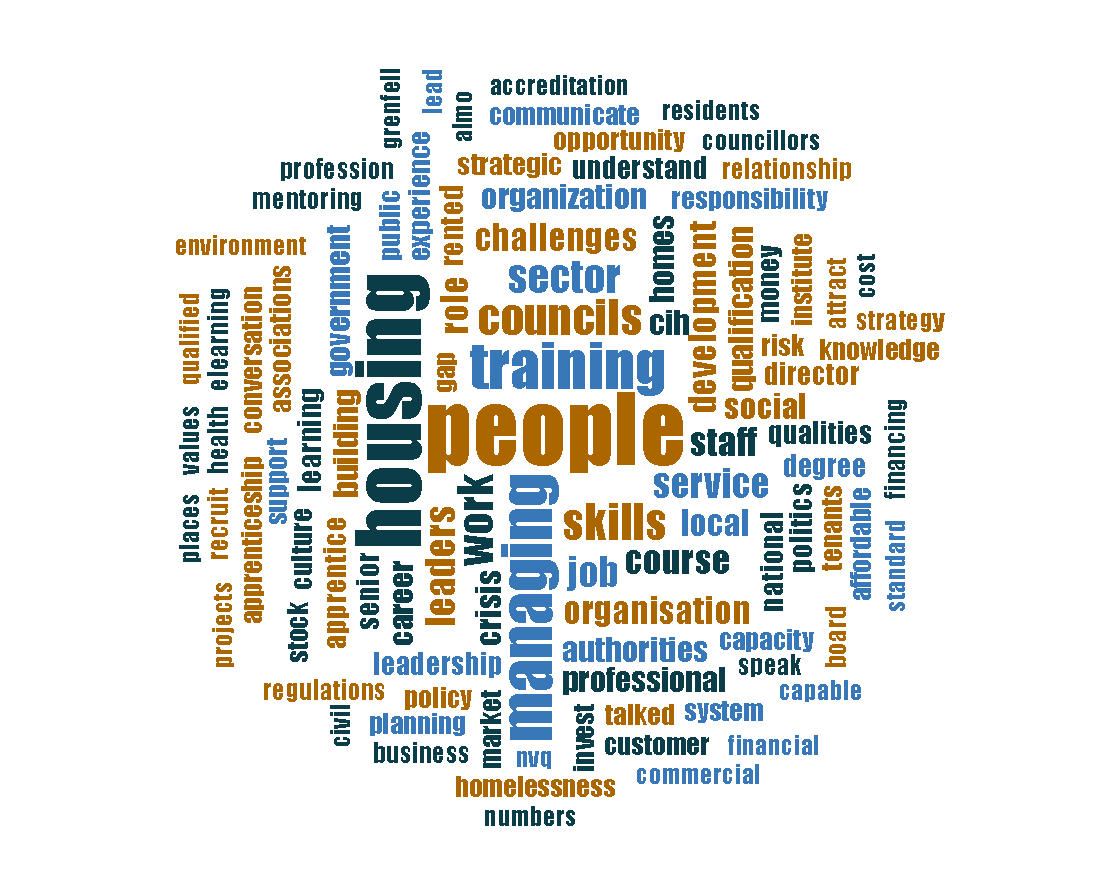 grenfell
lead
almo
accreditation
communicate
residents
opportunity
councillors
profession
experience
strategic
understand
relationship
mentoring
public
rented
organization
responsibility
environment
government
challenges
homes
development
qualification
money
institute
attract
cost
sector
associations
housing
role
councils
cih
strategy
qualified
elearning
conversation
gap
training
risk
knowledge
director
people
social
values
health
support
learning
building
staff
qualities
financing
degree
service
places
recruit
apprenticeship
culture
apprentice
work
managing
skills
local
national
politics
tenants
affordable
standard
leaders
job
course
senior
career
crisis
projects
stock
organisation
board
authorities
capacity
leadership
speak
professional
capable
regulations
policy
market
civil
planning
invest
talked
system
business
nvq
customer
financial
commercial
homelessness
numbers